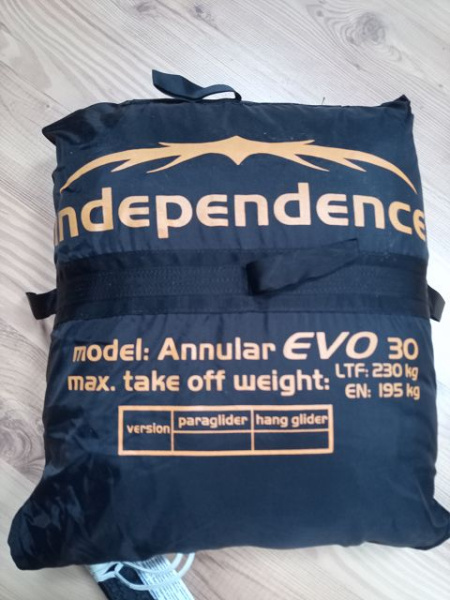 independence
model: Annular EVO 30
max. take off weight: LTF: 230 kg
EN: 195 kg
version paraglider hang glider